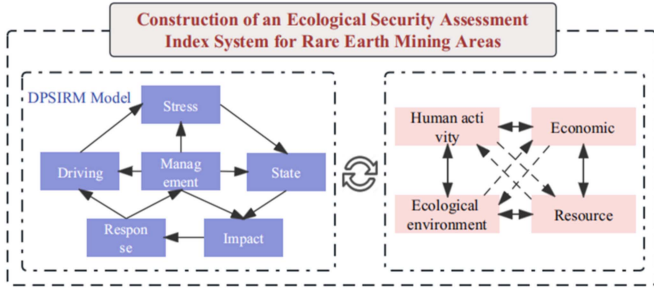 Construction of an Ecological Security Assessment
Index System for Rare Earth Mining Areas
DPSIRM Model
Stress
Driving
Manag
ement
State
Respon
se
Impact
Human acti
vity
Economic
Ecological
environment
Resource